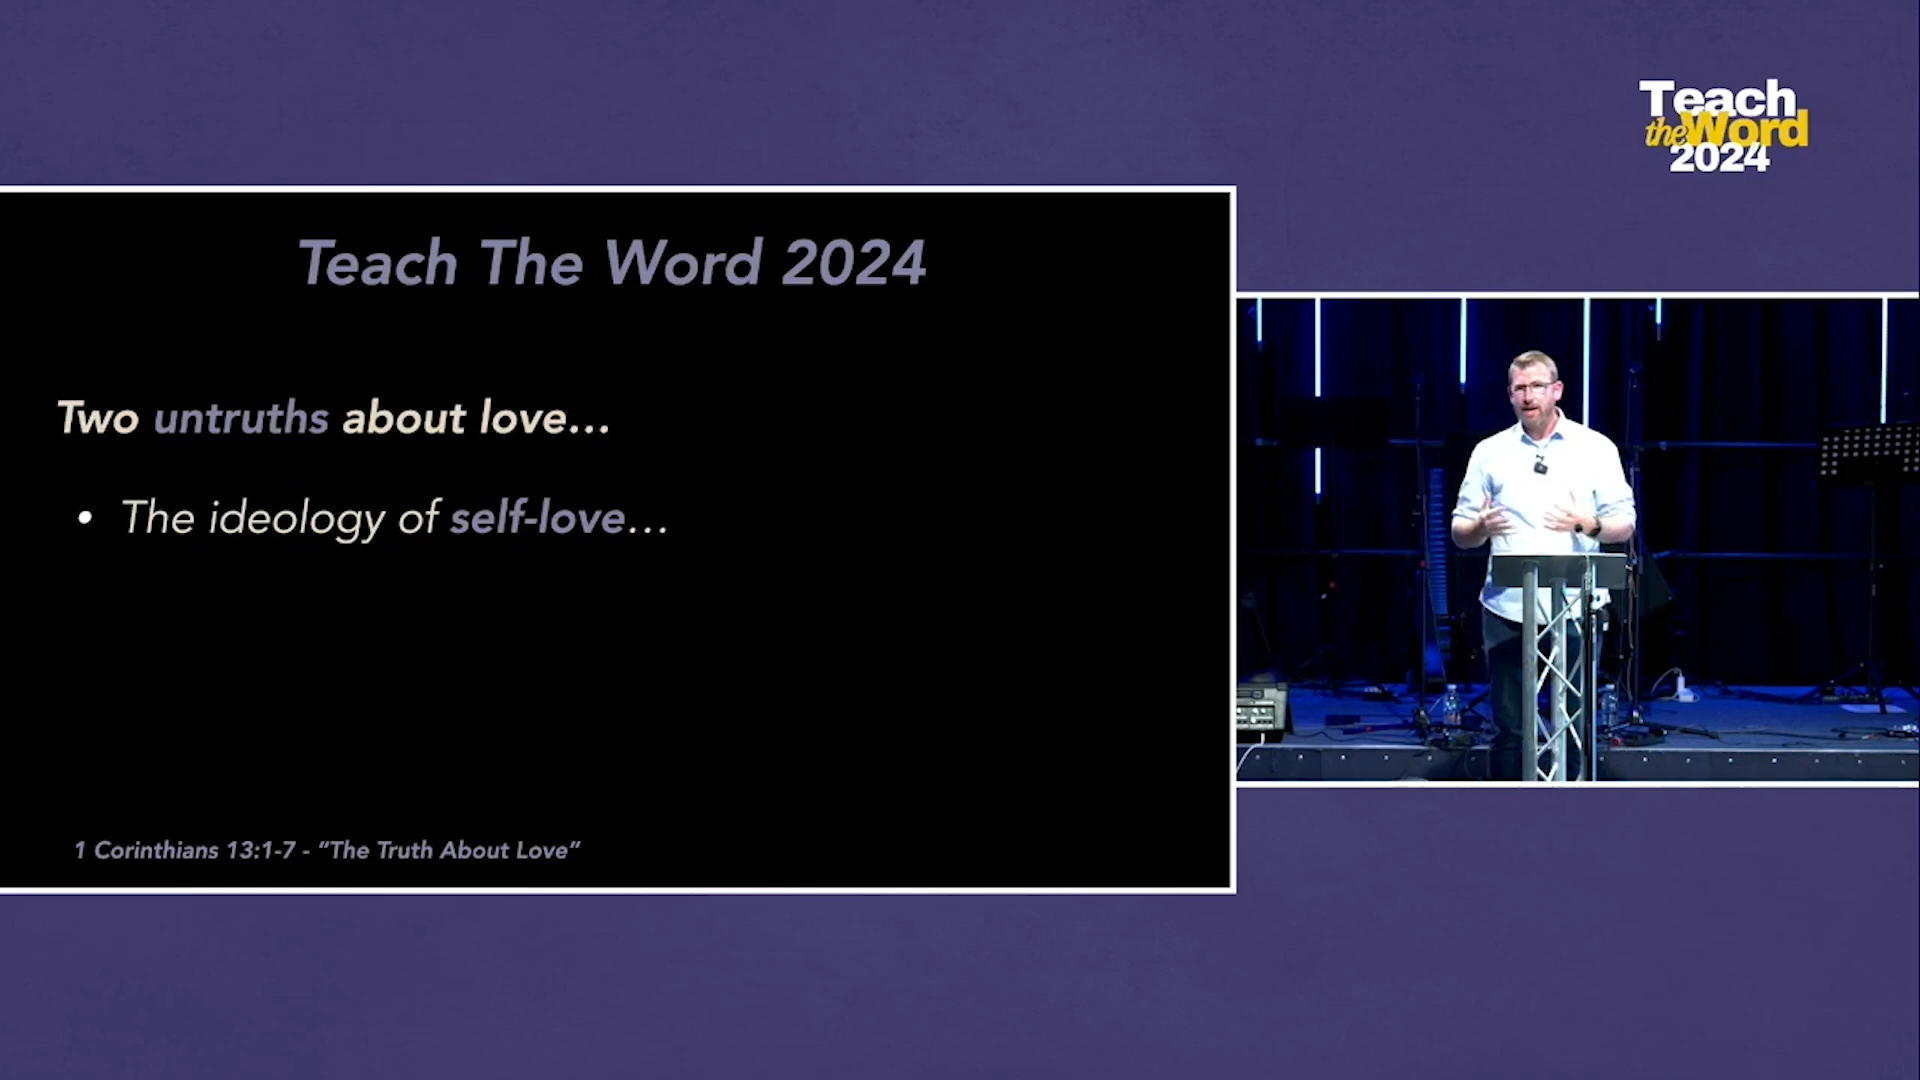 Teach
the Word
2024
Teach The Word 2024
Two untruths about love…
• The ideology of self-love…
1 Corinthians 13:1-7 - “The Truth About Love”